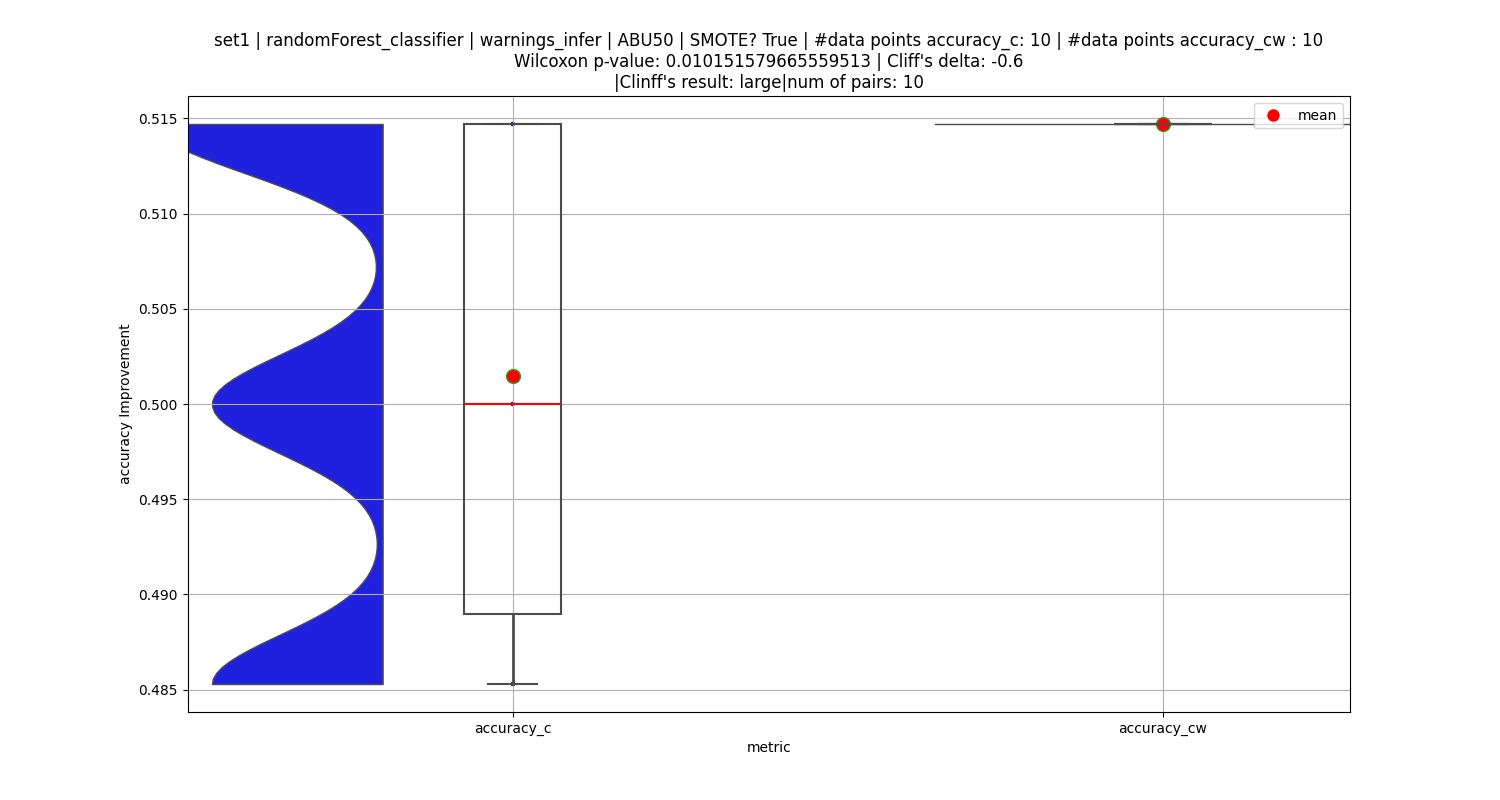 set1 | randomForest_classifier | warnings_infer | ABU50 | SMOTE? True | #data points accuracy_c: 10 | #data points accuracy_cw : 10
Wilcoxon p-value: 0.010151579665559513 | Cliff's delta: -0.6
|Clinff's result: large|num of pairs: 10
mean
0.515
0.510
0.505
0.500
0.495
0.490
0.485
accuracy Improvement
accuracy_c
accuracy_cw
metric